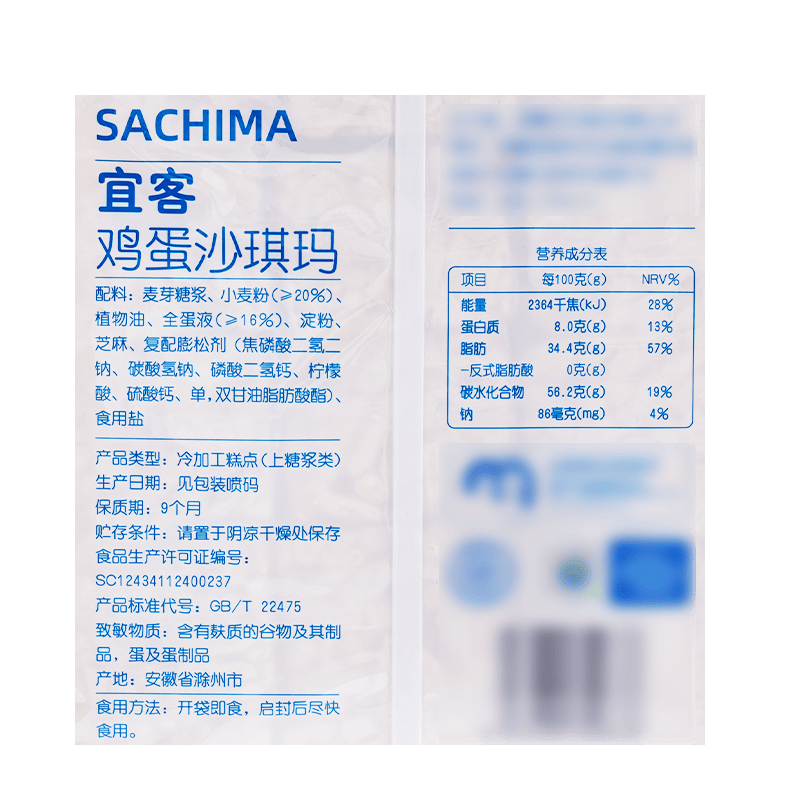 SACHIMA
宜客
鸡蛋沙琪玛
配料：麦芽糖浆、小麦粉（≥20%）、
植物油、全蛋液（≥16%）、淀粉、
芝麻、复配膨松剂（焦磷酸二氢二
钠、碳酸氢钠、磷酸二氢钙、柠檬
酸、硫酸钙、单，双甘油脂肪酸酯）、
食用盐
产品类型：冷加工糕点（上糖浆类）
生产日期：见包装喷码
保质期：9个月
贮存条件：请置于阴凉干燥处保存
食品生产许可证编号：
SC12434112400237
产品标准代号：GB/T 22475
致敏物质：含有麸质的谷物及其制
品，蛋及蛋制品
产地：安徽省滁州市
食用方法：开袋即食，启封后尽快
食用。
营养成分表
项目 每100克(g) NRV%
能量 2364千焦(kJ) 28%
蛋白质 8.0克(g) 13%
脂肪 34.4克(g) 57%
-反式脂肪酸 0克(g)
碳水化合物 56.2克(g) 19%
钠 86毫克(mg) 4%